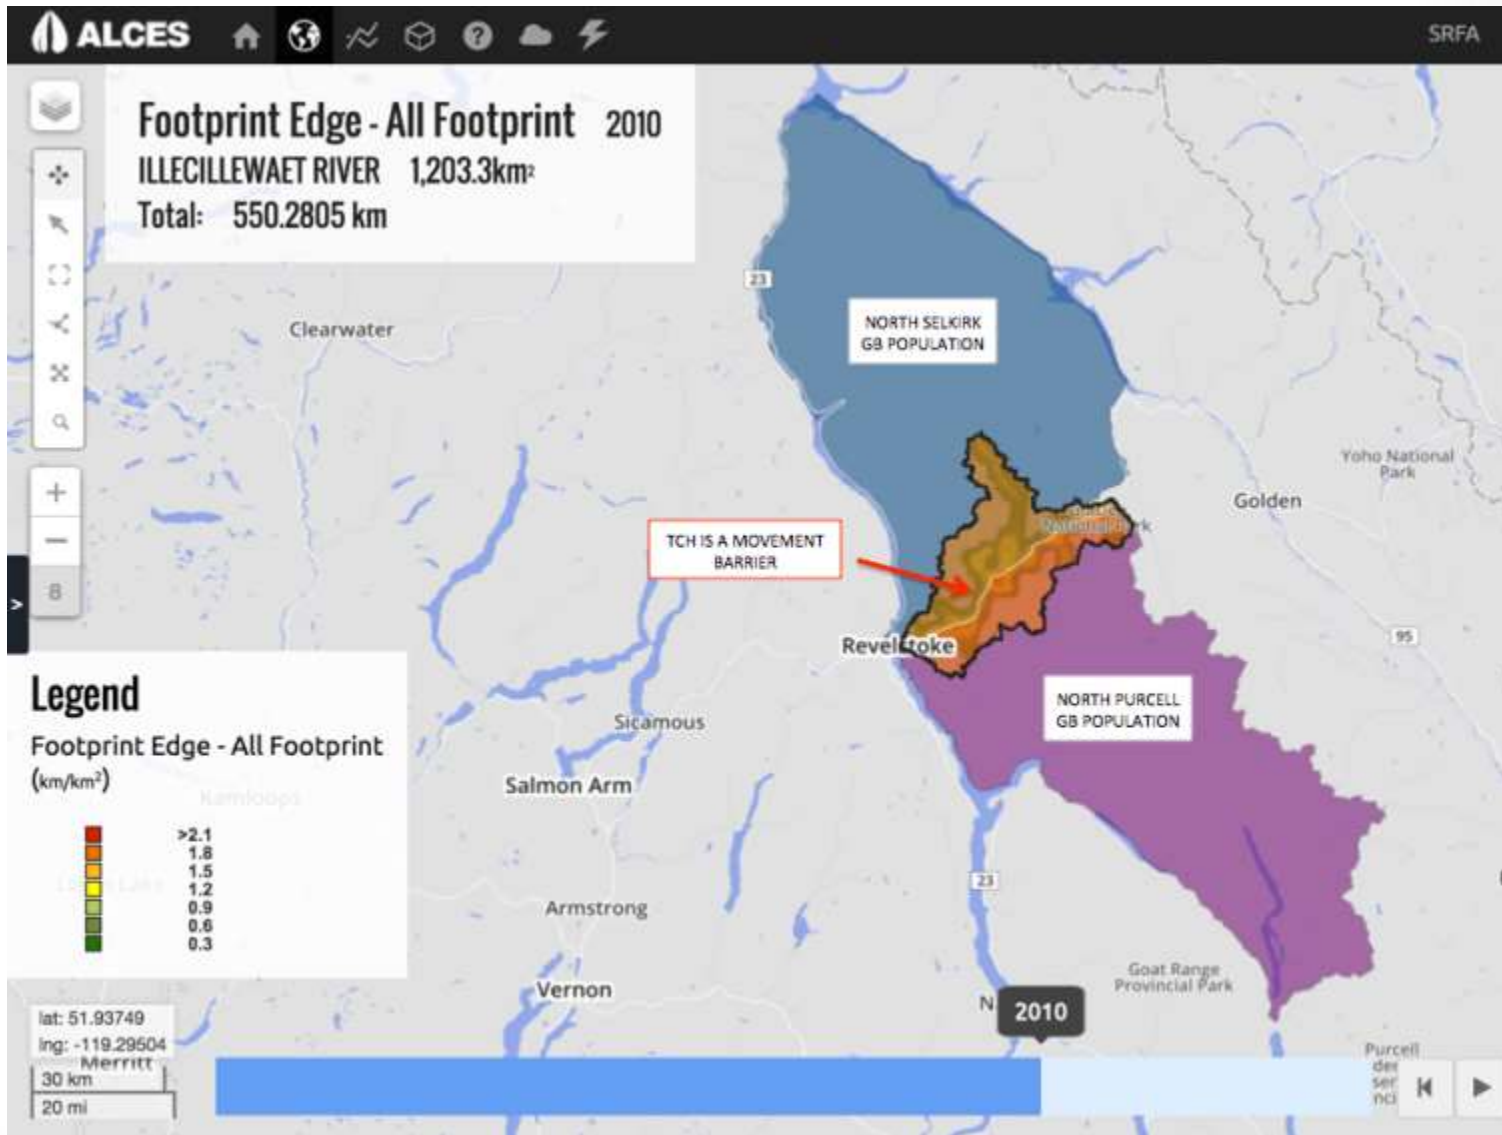 ALCES
SRFA
Footprint Edge - All Footprint 2010
ILLECILLEWAET RIVER 1,203.3km²
Total: 550.2805 km
23
NORTH SELKIRK
GB POPULATION
Clearwater
Yoho National
Park
Golden
National Park
TCH IS A MOVEMENT
BARRIER
8
>
Revelstoke
95
NORTH PURCELL
GB POPULATION
Legend
Footprint Edge - All Footprint
(km/km²)
Kamloops
>2.1
1.8
1.5
1.2
0.9
0.6
0.3
Sicamous
Salmon Arm
23
Armstrong
Vernon
Goat Range
Provincial Park
N
2010
lat: 51.93749
lng: -119.29504
Merritt
30 km
20 mi
Purcell